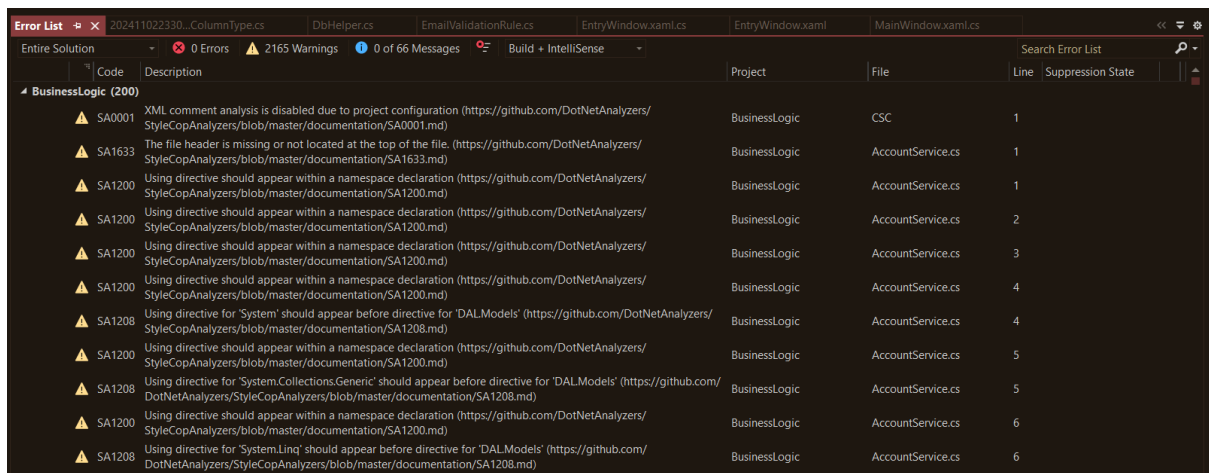 Error List 202411022330...ColumnType.cs DbHelper.cs EmailValidationRule.cs EntryWindow.xaml.cs EntryWindow.xaml MainWindow.xaml.cs
Entire Solution 0 Errors 2165 Warnings 0 of 66 Messages Build + IntelliSense Search Error List
Code Description Project File Line Suppression State
BusinessLogic (200)
SA0001 XML comment analysis is disabled due to project configuration (https://github.com/DotNetAnalyzers/ BusinessLogic CSC 1
StyleCopAnalyzers/blob/master/documentation/SA0001.md)
SA1633 The file header is missing or not located at the top of the file. (https://github.com/DotNetAnalyzers/ BusinessLogic AccountService.cs 1
StyleCopAnalyzers/blob/master/documentation/SA1633.md)
SA1200 Using directive should appear within a namespace declaration (https://github.com/DotNetAnalyzers/ BusinessLogic AccountService.cs 1
StyleCopAnalyzers/blob/master/documentation/SA1200.md)
SA1200 Using directive should appear within a namespace declaration (https://github.com/DotNetAnalyzers/ BusinessLogic AccountService.cs 2
StyleCopAnalyzers/blob/master/documentation/SA1200.md)
SA1200 Using directive should appear within a namespace declaration (https://github.com/DotNetAnalyzers/ BusinessLogic AccountService.cs 3
StyleCopAnalyzers/blob/master/documentation/SA1200.md)
SA1200 Using directive should appear within a namespace declaration (https://github.com/DotNetAnalyzers/ BusinessLogic AccountService.cs 4
StyleCopAnalyzers/blob/master/documentation/SA1200.md)
SA1208 Using directive for 'System' should appear before directive for 'DAL.Models' (https://github.com/DotNetAnalyzers/ BusinessLogic AccountService.cs 4
StyleCopAnalyzers/blob/master/documentation/SA1208.md)
SA1200 Using directive should appear within a namespace declaration (https://github.com/DotNetAnalyzers/ BusinessLogic AccountService.cs 5
StyleCopAnalyzers/blob/master/documentation/SA1200.md)
SA1208 Using directive for 'System.Collections.Generic' should appear before directive for 'DAL.Models' (https://github.com/ BusinessLogic AccountService.cs 5
DotNetAnalyzers/StyleCopAnalyzers/blob/master/documentation/SA1208.md)
SA1200 Using directive should appear within a namespace declaration (https://github.com/DotNetAnalyzers/ BusinessLogic AccountService.cs 6
StyleCopAnalyzers/blob/master/documentation/SA1200.md)
SA1208 Using directive for 'System.Linq' should appear before directive for 'DAL.Models' (https://github.com/ BusinessLogic AccountService.cs 6
DotNetAnalyzers/StyleCopAnalyzers/blob/master/documentation/SA1208.md)